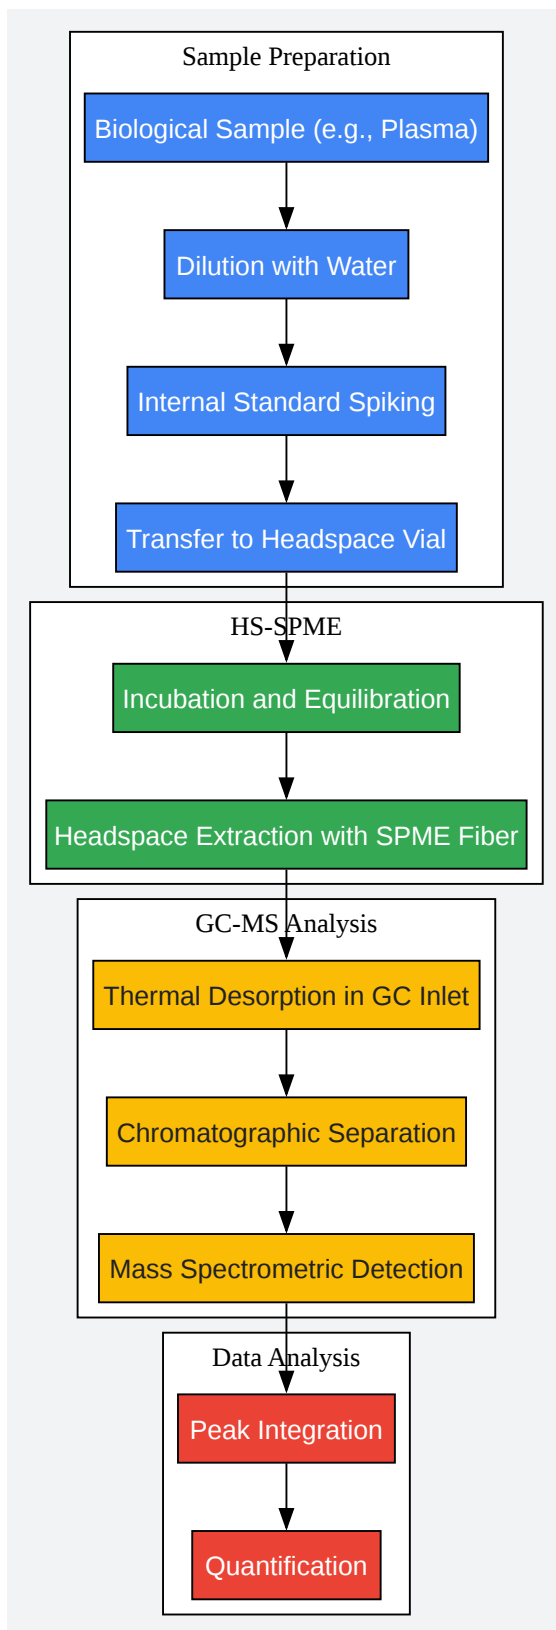 Sample Preparation
Biological Sample (e.g., Plasma)
Dilution with Water
Internal Standard Spiking
Transfer to Headspace Vial
HS-SPME
Incubation and Equilibration
Headspace Extraction with SPME Fiber
GC-MS Analysis
Thermal Desorption in GC Inlet
Chromatographic Separation
Mass Spectrometric Detection
Data Analysis
Peak Integration
Quantification